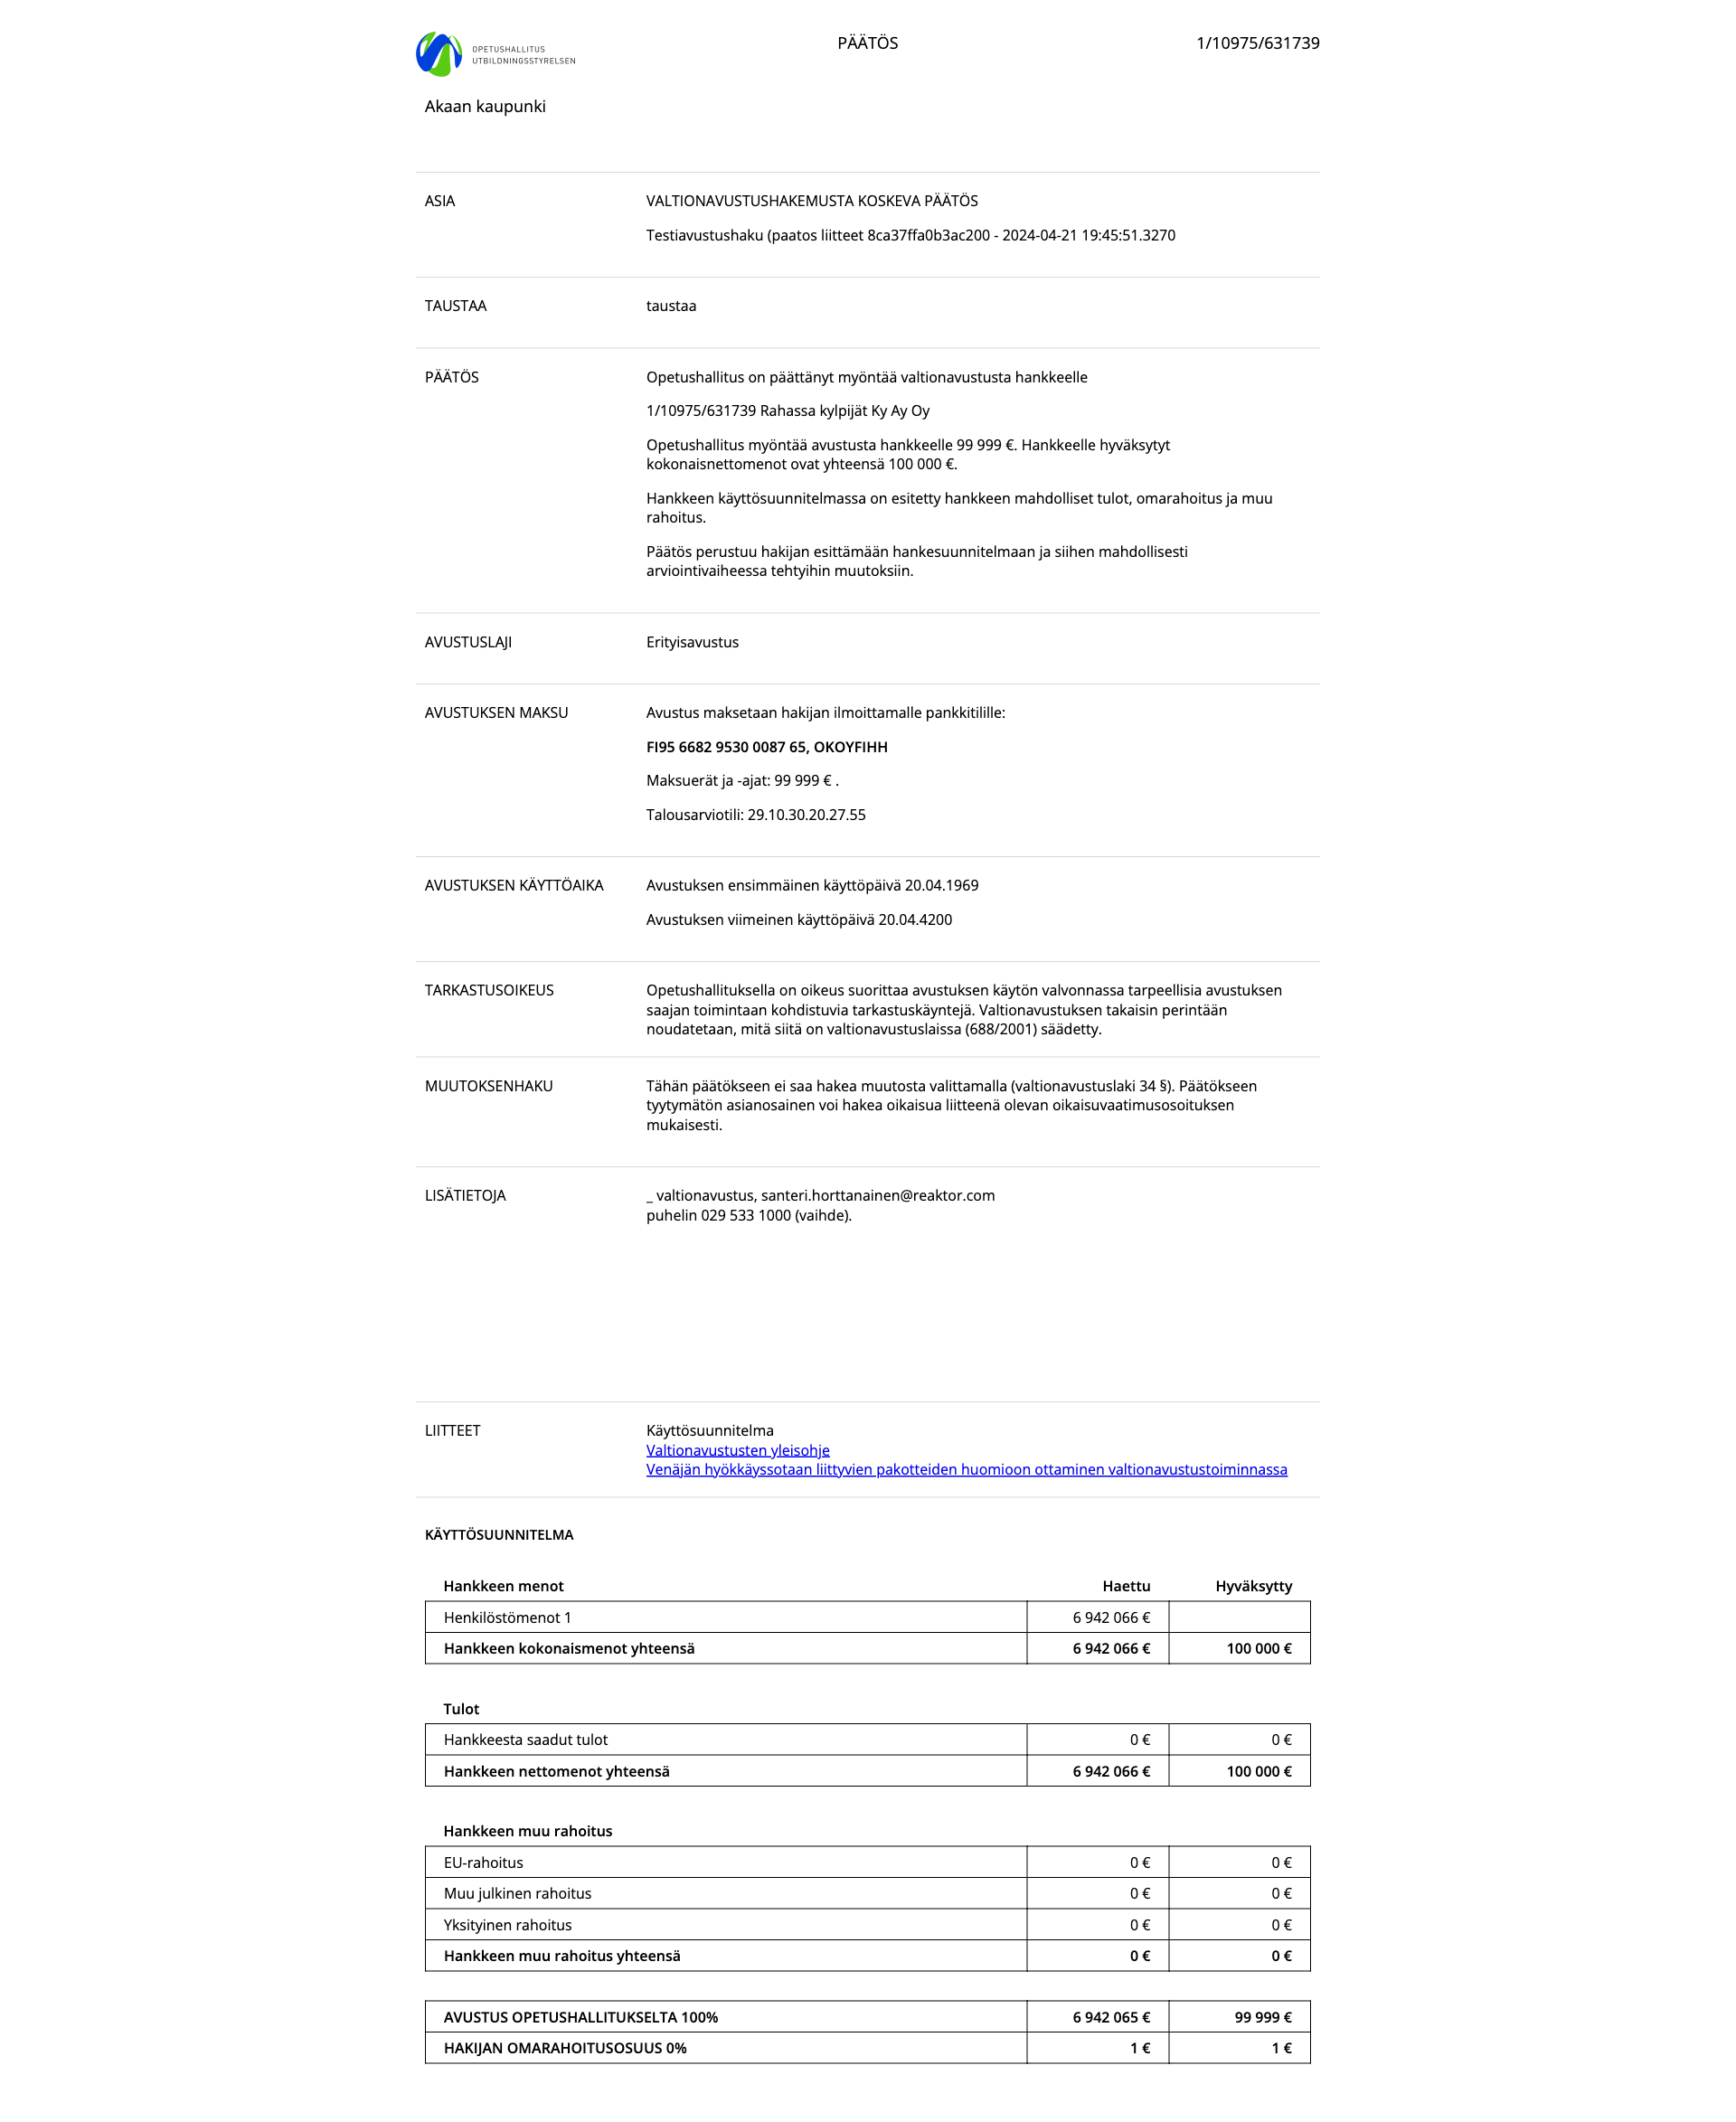 OPETUSHALLITUS
UTBILDNINGSSTYRELSEN
PÄÄTÖS
1/10975/631739
Akaan kaupunki
ASIA
VALTIONAVUSTUSHAKEMUSTA KOSKEVA PÄÄTÖS
Testiavustushaku (paatos liitteet 8ca37ffa0b3ac200 - 2024-04-21 19:45:51.3270
TAUSTAA
taustaa
PÄÄTÖS
Opetushallitus on päättänyt myöntää valtionavustusta hankkeelle
1/10975/631739 Rahassa kylpijät Ky Ay Oy
Opetushallitus myöntää avustusta hankkeelle 99 999 €. Hankkeelle hyväksytyt
kokonaisnettomenot ovat yhteensä 100 000 €.
Hankkeen käyttösuunnitelmassa on esitetty hankkeen mahdolliset tulot, omarahoitus ja muu
rahoitus.
Päätös perustuu hakijan esittämään hankesuunnitelmaan ja siihen mahdollisesti
arviointivaiheessa tehtyihin muutoksiin.
AVUSTUSLAJI
Erityisavustus
AVUSTUKSEN MAKSU
Avustus maksetaan hakijan ilmoittamalle pankkitilille:
FI95 6682 9530 0087 65, OKOYFIHH
Maksuerät ja -ajat: 99 999 € .
Talousarviotili: 29.10.30.20.27.55
AVUSTUKSEN KÄYTTÖAIKA
Avustuksen ensimmäinen käyttöpäivä 20.04.1969
Avustuksen viimeinen käyttöpäivä 20.04.4200
TARKASTUSOIKEUS
Opetushallituksella on oikeus suorittaa avustuksen käytön valvonnassa tarpeellisia avustuksen
saajan toimintaan kohdistuvia tarkastuskäyntejä. Valtionavustuksen takaisin perintään
noudatetaan, mitä siitä on valtionavustuslaissa (688/2001) säädetty.
MUUTOKSENHAKU
Tähän päätökseen ei saa hakea muutosta valittamalla (valtionavustuslaki 34 §). Päätökseen
tyytymätön asianosainen voi hakea oikaisua liitteenä olevan oikaisuvaatimusosoituksen
mukaisesti.
LISÄTIETOJA
_ valtionavustus, santeri.horttanainen@reaktor.com
puhelin 029 533 1000 (vaihde).
LIITTEET
Käyttösuunnitelma
Valtionavustusten yleisohje
Venäjän hyökkäyssotaan liittyvien pakotteiden huomioon ottaminen valtionavustustoiminnassa
KÄYTTÖSUUNNITELMA
Hankkeen menot Haettu Hyväksytty
Henkilöstömenot 1 6 942 066 €
Hankkeen kokonaismenot yhteensä 6 942 066 € 100 000 €
Tulot
Hankkeesta saadut tulot 0 € 0 €
Hankkeen nettomenot yhteensä 6 942 066 € 100 000 €
Hankkeen muu rahoitus
EU-rahoitus 0 € 0 €
Muu julkinen rahoitus 0 € 0 €
Yksityinen rahoitus 0 € 0 €
Hankkeen muu rahoitus yhteensä 0 € 0 €
AVUSTUS OPETUSHALLITUKSELTA 100% 6 942 065 € 99 999 €
HAKIJAN OMARAHOITUSOSUUS 0% 1 € 1 €